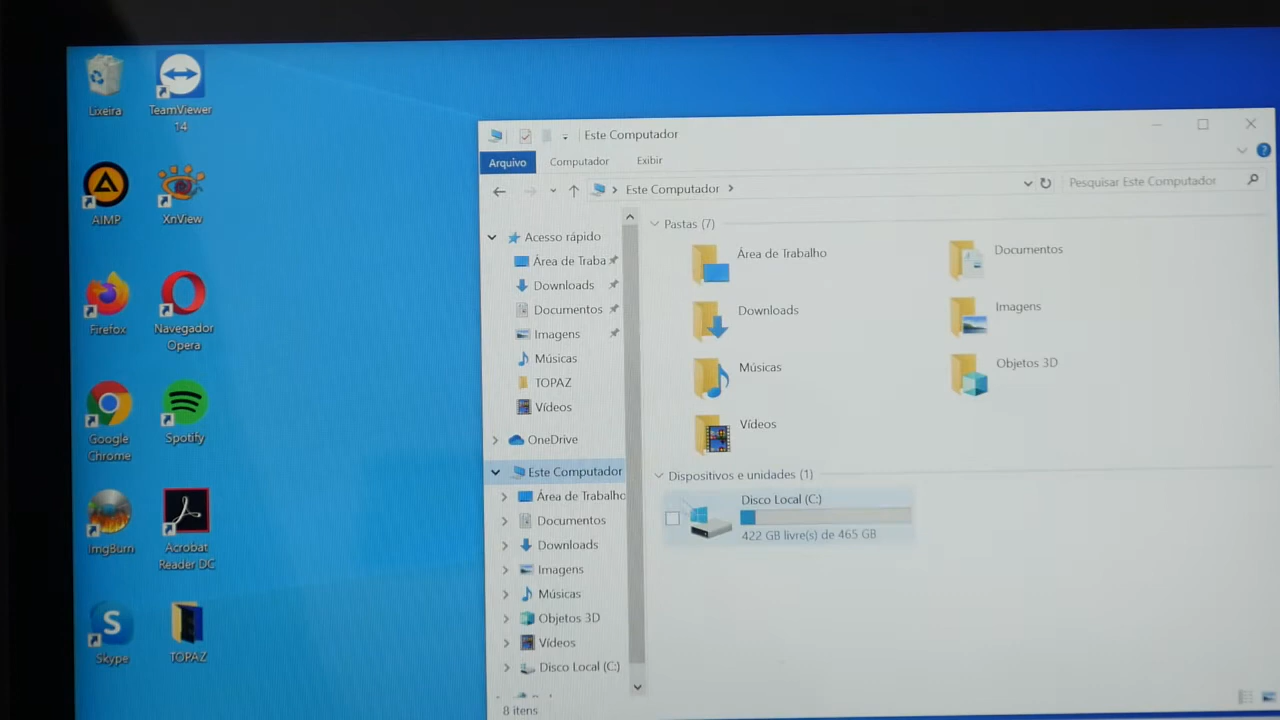 Lixeira
TeamViewer
14
AIMP
XnView
Firefox
Navegador
Opera
Google
Chrome
Spotify
ImgBurn
Acrobat
Reader DC
Skype
TOPAZ
Este Computador
Arquivo
Computador
Exibir
Este Computador
Pesquisar Este Computador
Acesso rápido
Área de Traba
Downloads
Documentos
Imagens
Músicas
TOPAZ
Vídeos
OneDrive
Este Computador
Área de Trabalho
Documentos
Downloads
Imagens
Músicas
Objetos 3D
Vídeos
Disco Local (C:)
Pastas (7)
Área de Trabalho
Documentos
Downloads
Imagens
Músicas
Objetos 3D
Vídeos
Dispositivos e unidades (1)
Disco Local (C:)
422 GB livre(s) de 465 GB
8 itens